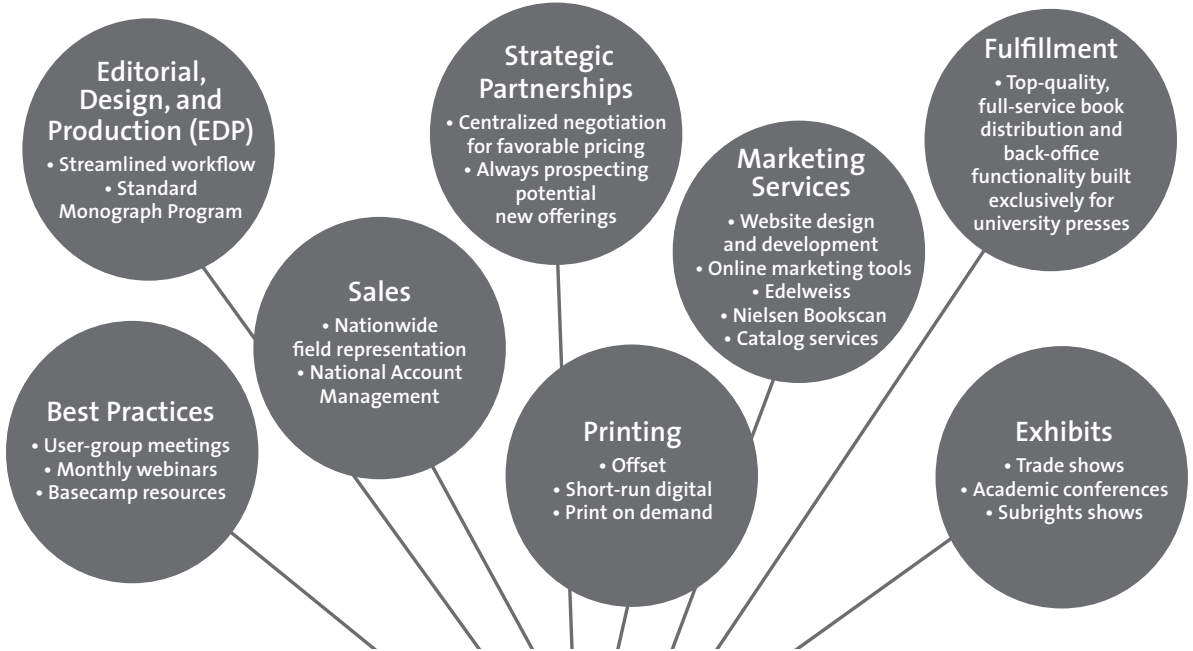 Editorial,
Design, and
Production (EDP)
• Streamlined workflow
• Standard
Monograph Program
Strategic
Partnerships
• Centralized negotiation
for favorable pricing
• Always prospecting
potential
new offerings
Fulfillment
• Top-quality,
full-service book
distribution and
back-office
functionality built
exclusively for
university presses
Marketing
Services
• Website design
and development
• Online marketing tools
• Edelweiss
• Nielsen Bookscan
• Catalog services
Sales
• Nationwide
field representation
• National Account
Management
Best Practices
• User-group meetings
• Monthly webinars
• Basecamp resources
Printing
• Offset
• Short-run digital
• Print on demand
Exhibits
• Trade shows
• Academic conferences
• Subrights shows